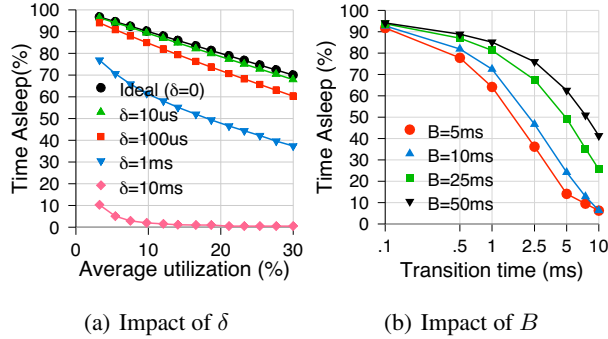 Time Asleep(%)
100
90
80
70
60
50
40
30
20
10
0
Ideal (δ=0)
δ=10us
δ=100us
δ=1ms
δ=10ms
0 10 20 30
Average utilization (%)
(a) Impact of δ
Time Asleep (%)
100
90
80
70
60
50
40
30
20
10
0
B=5ms
B=10ms
B=25ms
B=50ms
.1 .5 1 2.5 5 10
Transition time (ms)
(b) Impact of B